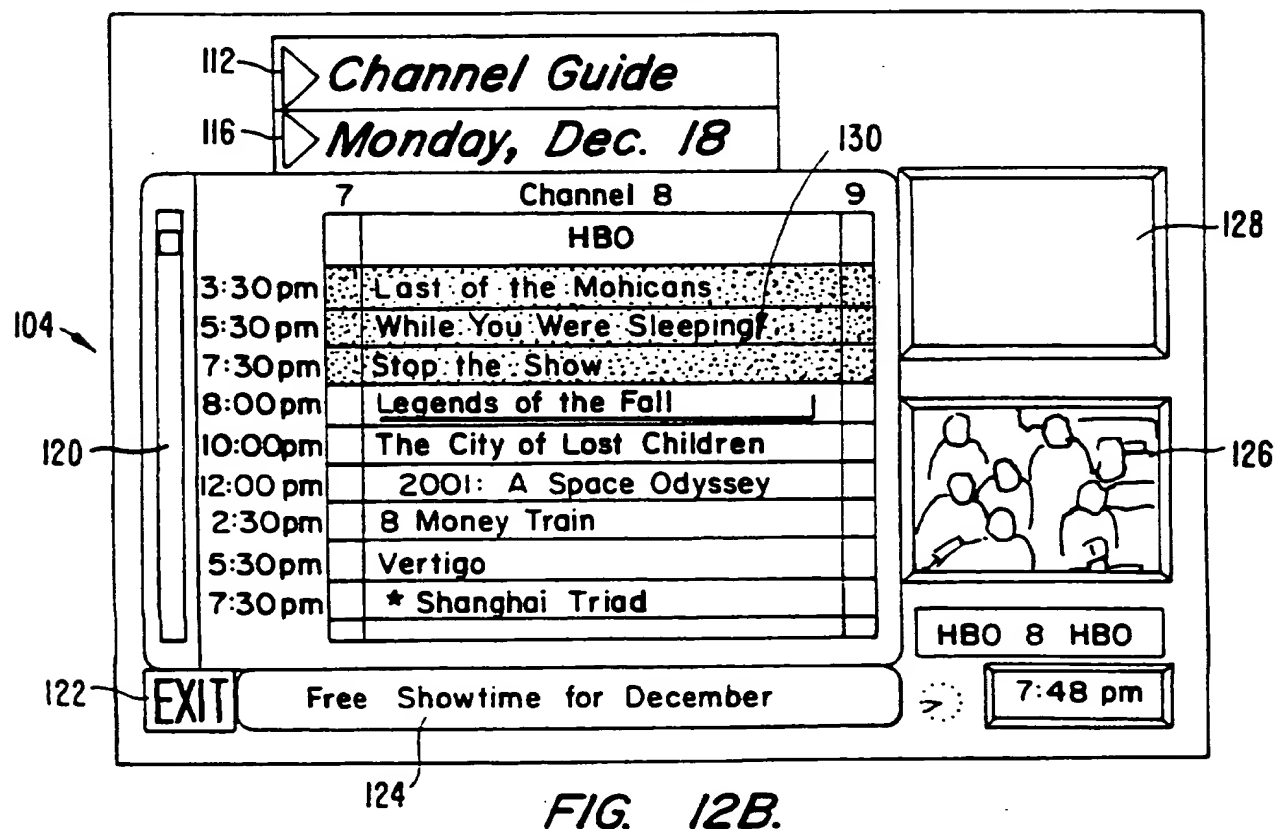 112
Channel Guide
116
Monday, Dec. 18
130
7 Channel 8 9
HBO
128
3:30pm Last of the Mohicans
104
5:30pm While You Were Sleeping
7:30pm Stop the Show
8:00pm Legends of the Fall
120
10:00pm The City of Lost Children
126
12:00 pm 2001: A Space Odyssey
2:30pm 8 Money Train
5:30pm Vertigo
7:30pm * Shanghai Triad
HBO 8 HBO
122
EXIT
Free Showtime for December
7:48 pm
124
FIG. 12B.